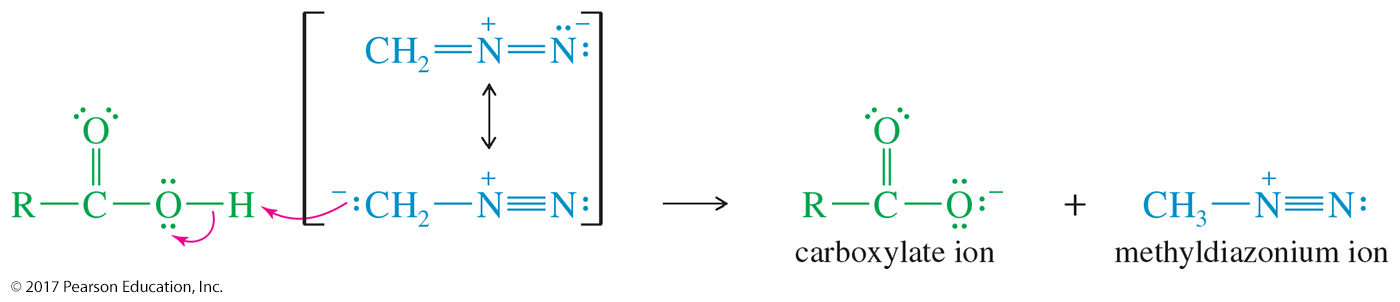 CH₂=N⁺=N̈:⁻
R—C(=O)—O—H ⁻:CH₂—N⁺≡N: → R—C(=O)—O:⁻ + CH₃—N⁺≡N:
carboxylate ion methyldiazonium ion
© 2017 Pearson Education, Inc.